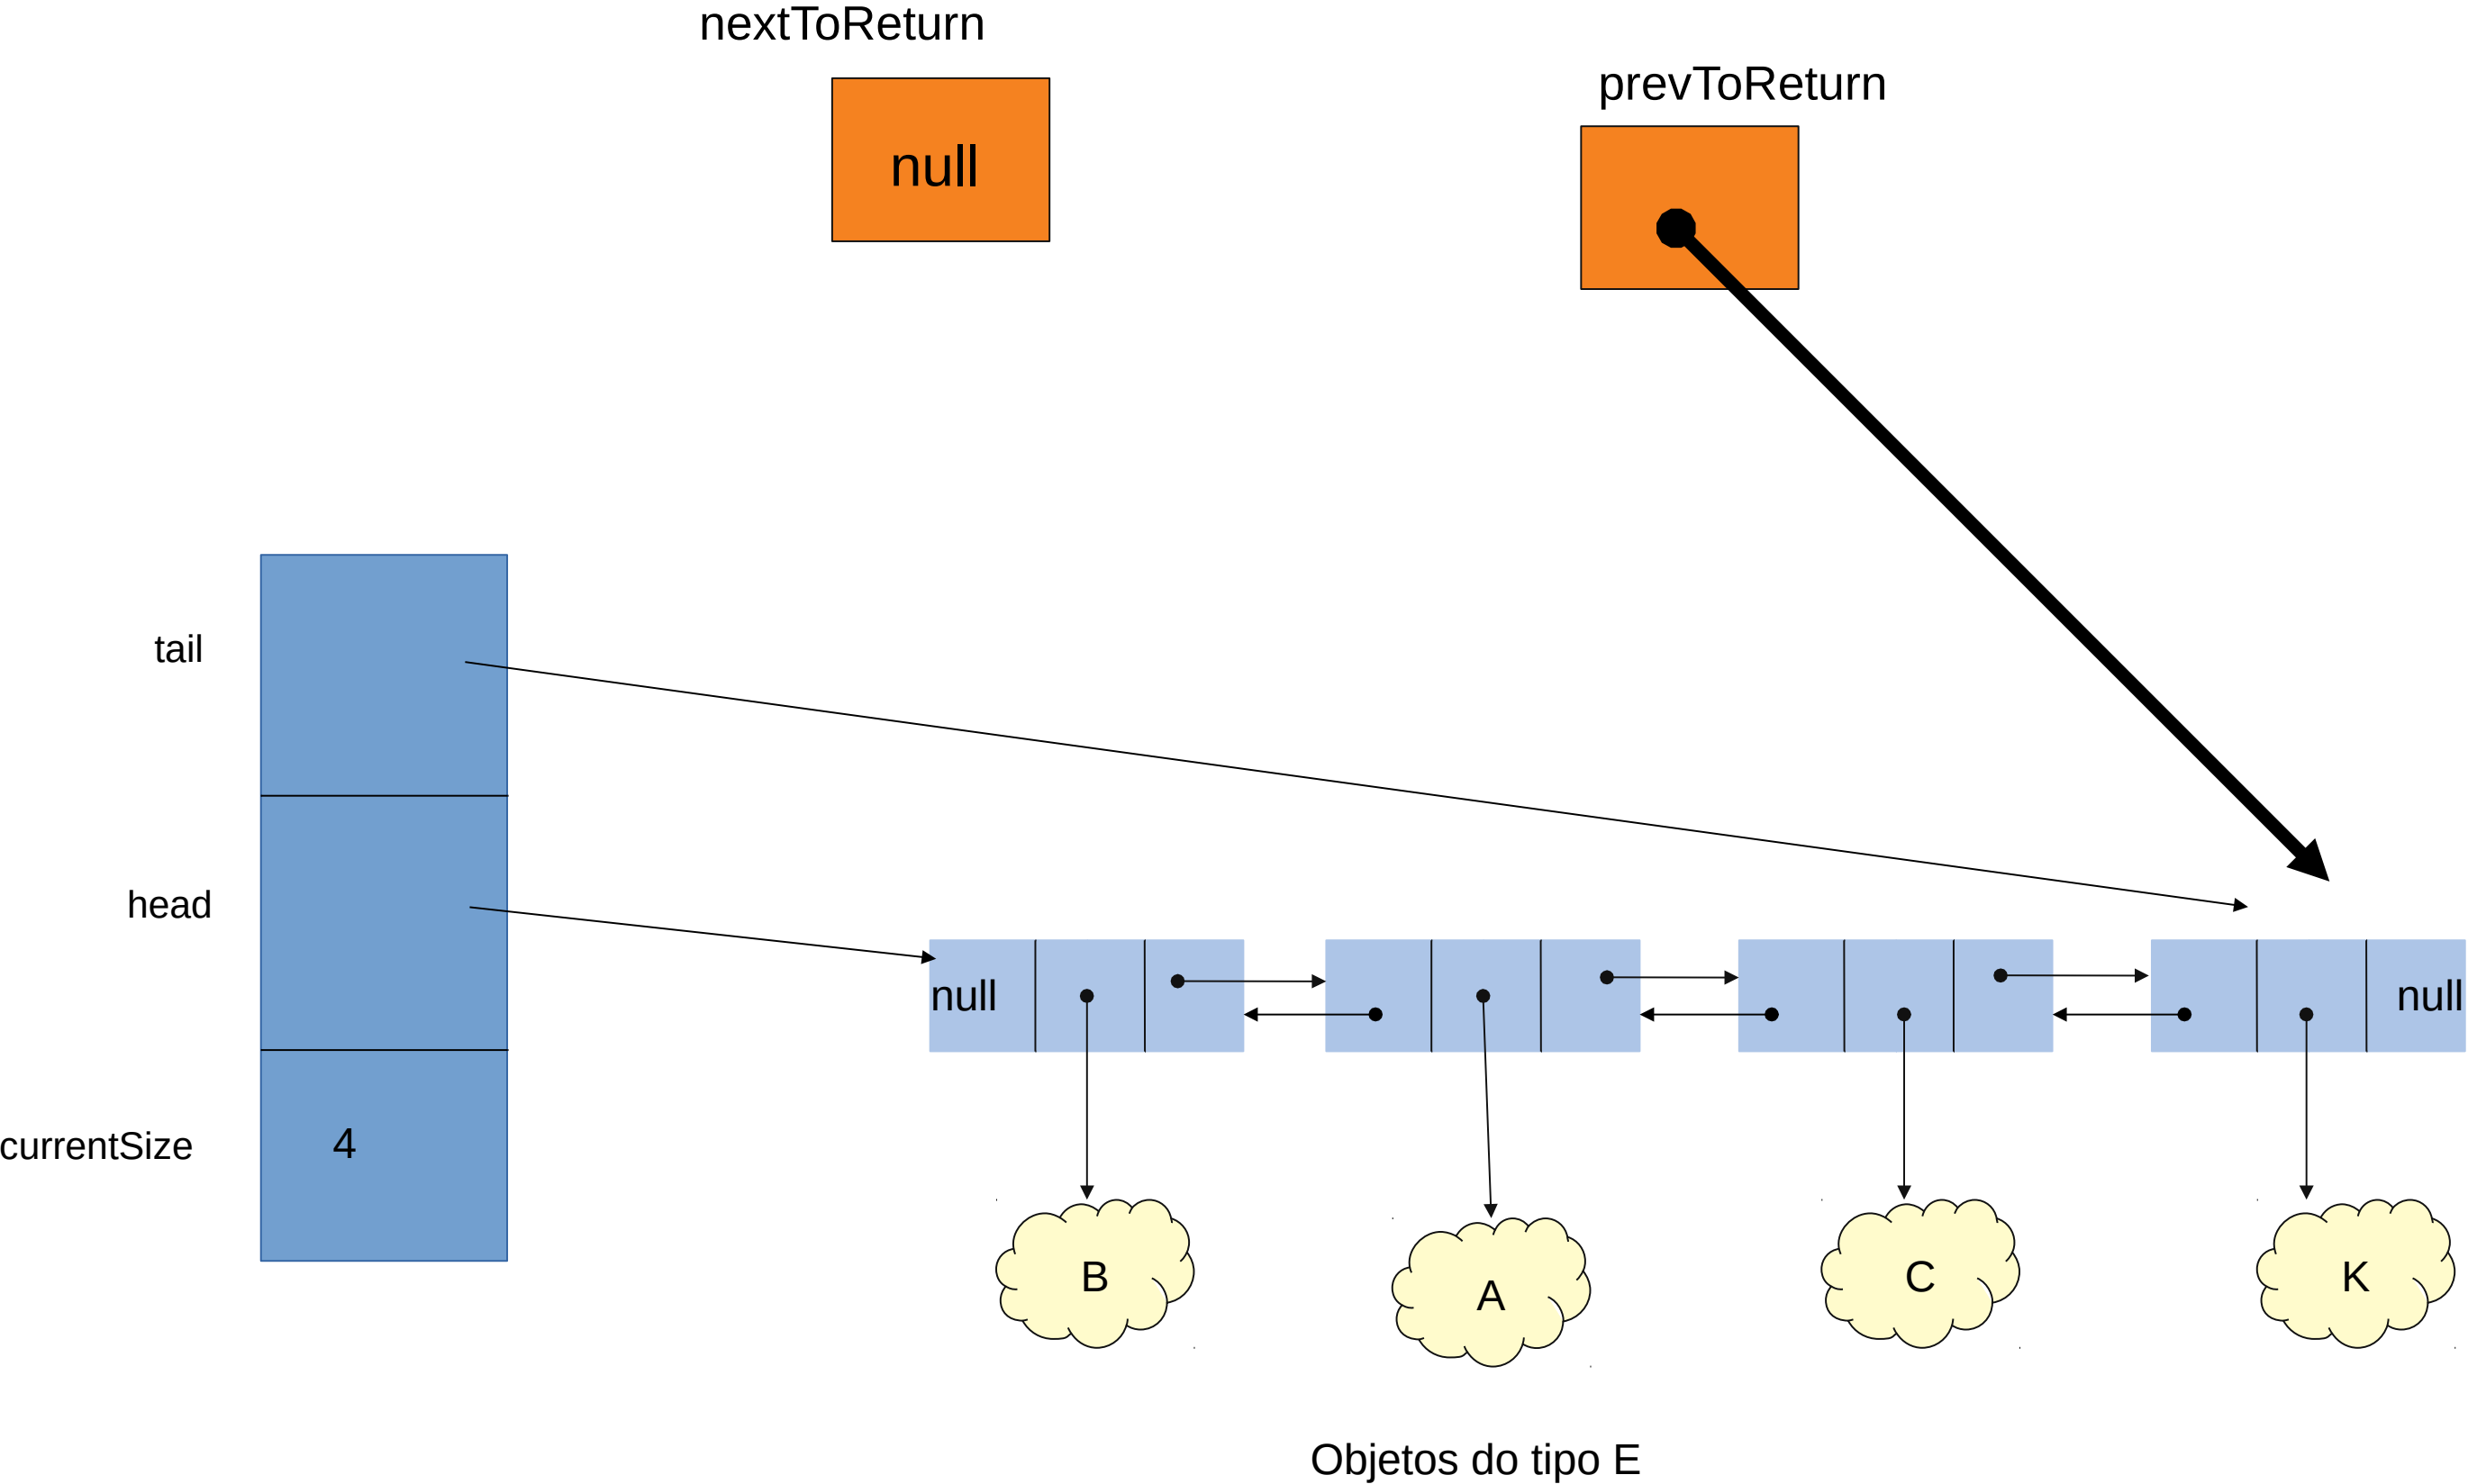 nextToReturn
prevToReturn
null
tail
head
null
null
currentSize
4
B
A
C
K
Objetos do tipo E